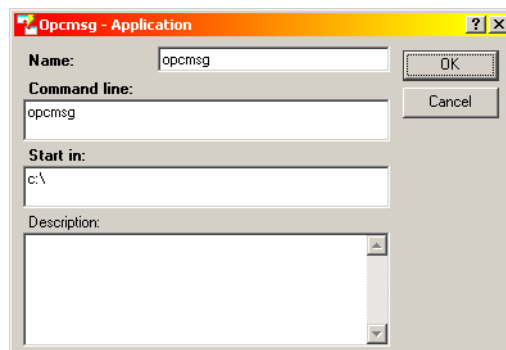 Opcmsg - Application
Name:
opcmsg
OK
Command line:
Cancel
opcmsg
Start in:
c:\
Description: